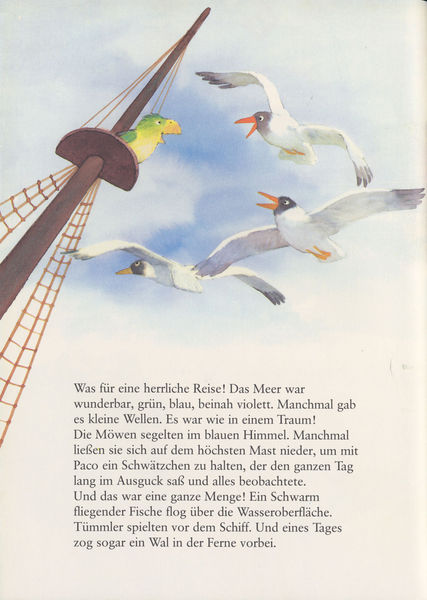 Was für eine herrliche Reise! Das Meer war
wunderbar, grün, blau, beinah violett. Manchmal gab
es kleine Wellen. Es war wie in einem Traum!
Die Möwen segelten im blauen Himmel. Manchmal
ließen sie sich auf dem höchsten Mast nieder, um mit
Paco ein Schwätzchen zu halten, der den ganzen Tag
lang im Ausguck saß und alles beobachtete.
Und das war eine ganze Menge! Ein Schwarm
fliegender Fische flog über die Wasseroberfläche.
Tümmler spielten vor dem Schiff. Und eines Tages
zog sogar ein Wal in der Ferne vorbei.